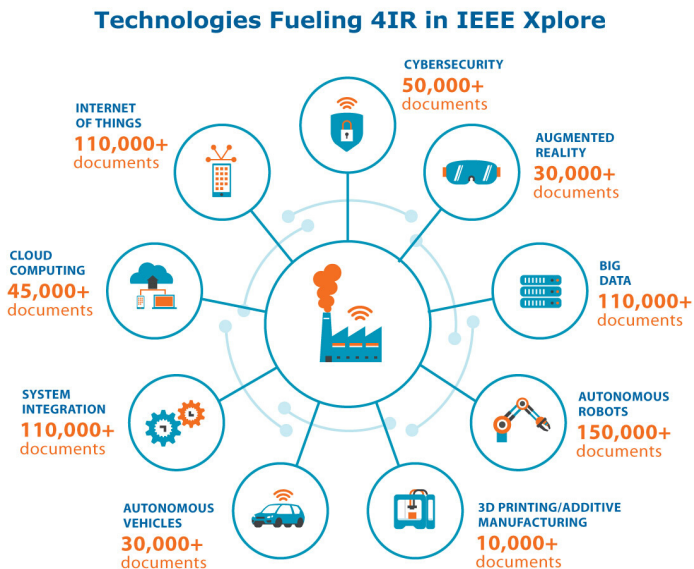 Technologies Fueling 4IR in IEEE Xplore
CYBERSECURITY
50,000+
documents
AUGMENTED
REALITY
30,000+
documents
BIG
DATA
110,000+
documents
AUTONOMOUS
ROBOTS
150,000+
documents
3D PRINTING/ADDITIVE
MANUFACTURING
10,000+
documents
AUTONOMOUS
VEHICLES
30,000+
documents
SYSTEM
INTEGRATION
110,000+
documents
CLOUD
COMPUTING
45,000+
documents
INTERNET
OF THINGS
110,000+
documents